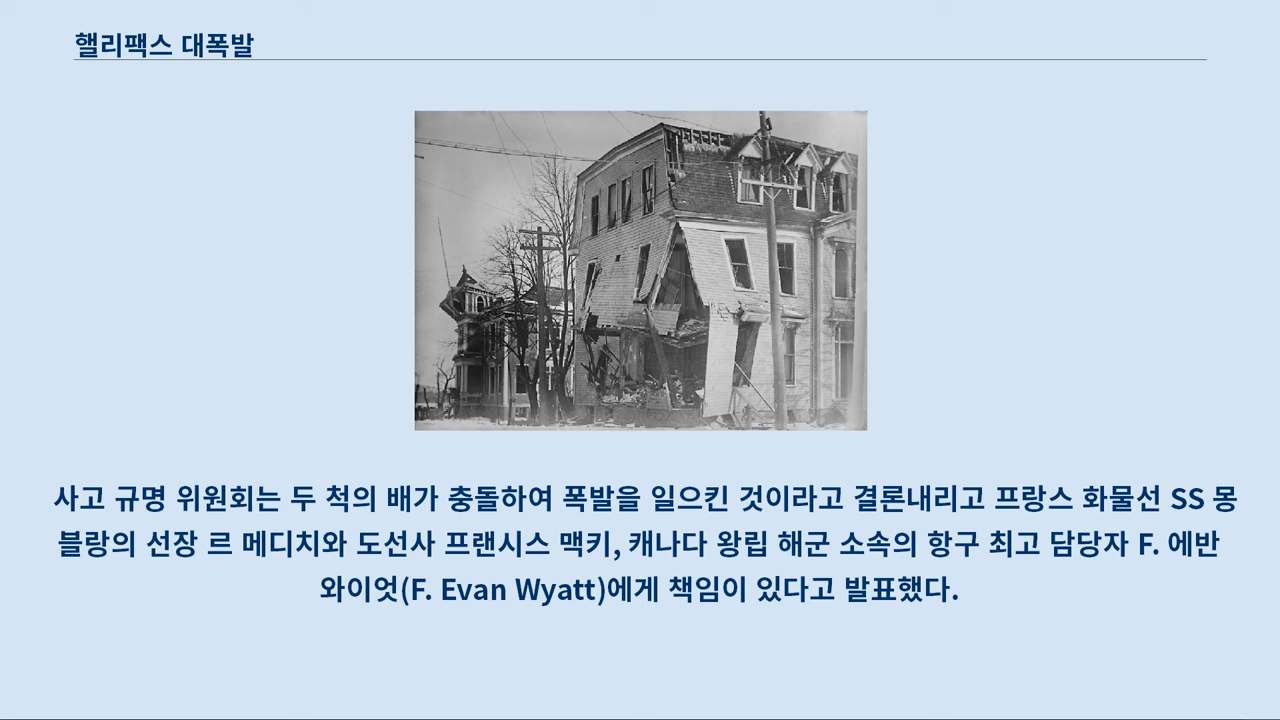 핼리팩스 대폭발
사고 규명 위원회는 두 척의 배가 충돌하여 폭발을 일으킨 것이라고 결론내리고 프랑스 화물선 SS 몽
블랑의 선장 르 메디치와 도선사 프랜시스 맥키, 캐나다 왕립 해군 소속의 항구 최고 담당자 F. 에반
와이엇(F. Evan Wyatt)에게 책임이 있다고 발표했다.